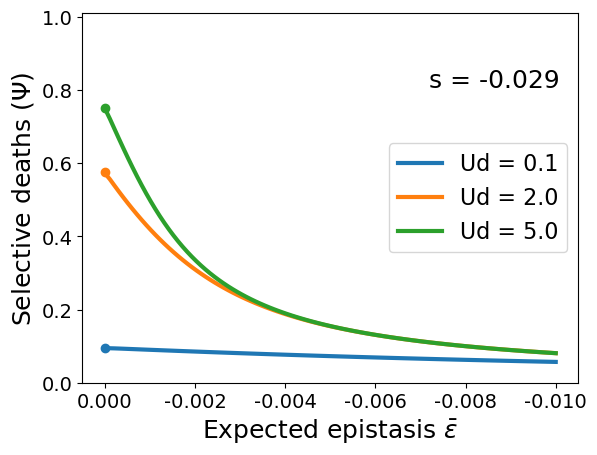 1.0
s = -0.029
0.8
Ud = 0.1
0.6
Ud = 2.0
Ud = 5.0
0.4
0.2
0.0
Selective deaths (Ψ)
0.000 -0.002 -0.004 -0.006 -0.008 -0.010
Expected epistasis ε̄